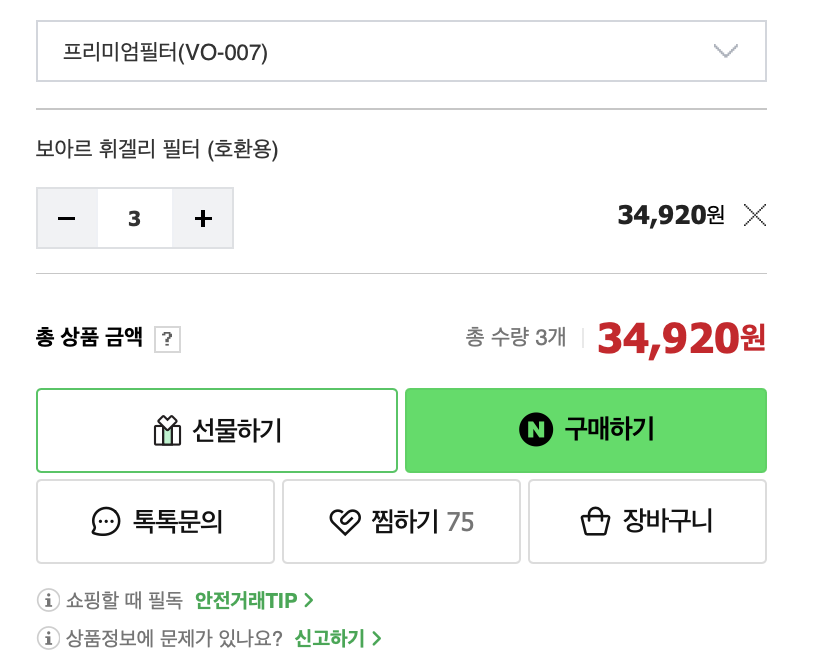 프리미엄필터(VO-007)
보아르 휘겔리 필터 (호환용)
− 3 + 34,920원
총 상품 금액 ? 총 수량 3개 34,920원
선물하기 N 구매하기
톡톡문의 찜하기 75 장바구니
쇼핑할 때 필독 안전거래TIP
상품정보에 문제가 있나요? 신고하기